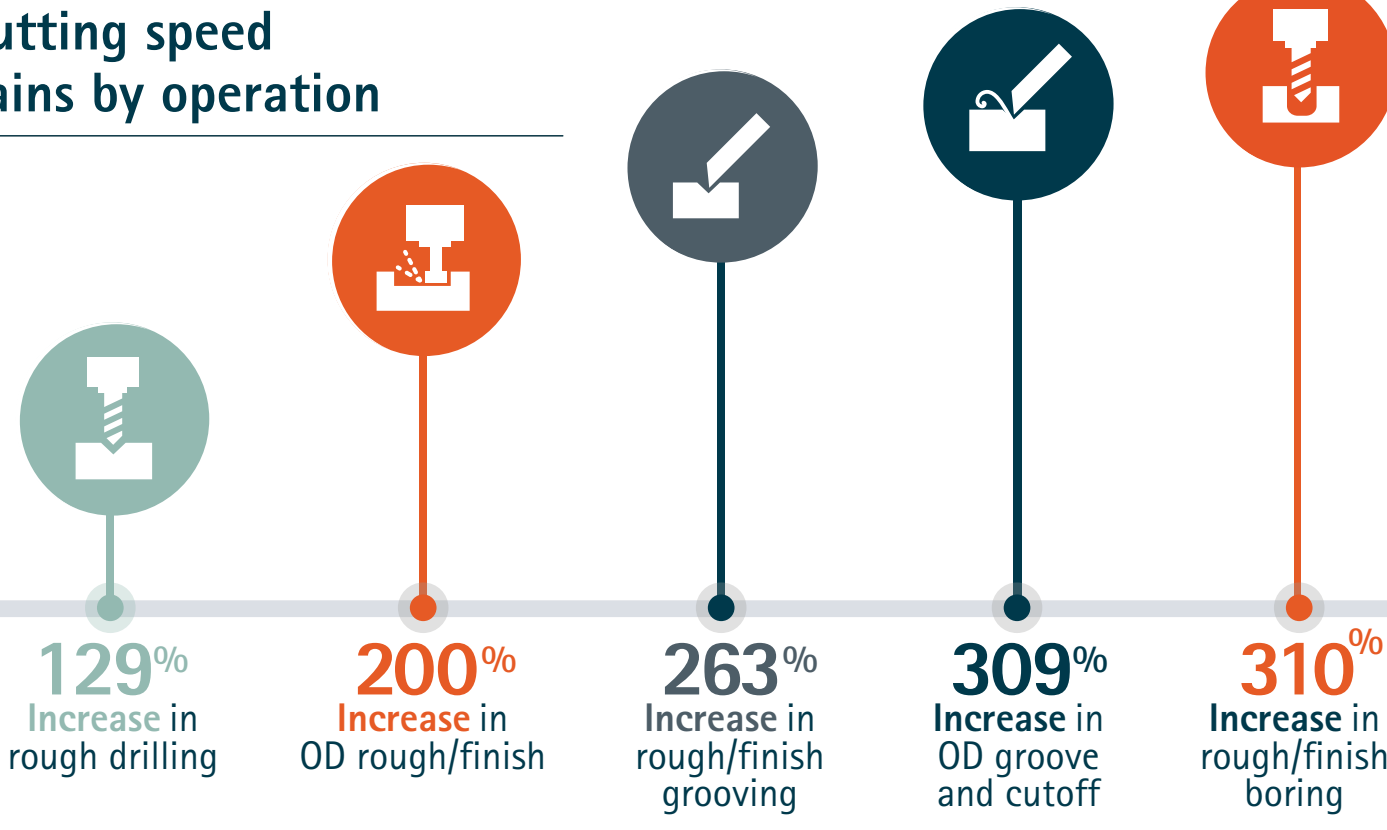 utting speed
ains by operation
129%
Increase in
rough drilling
200%
Increase in
OD rough/finish
263%
Increase in
rough/finish
grooving
309%
Increase in
OD groove
and cutoff
310%
Increase in
rough/finish
boring